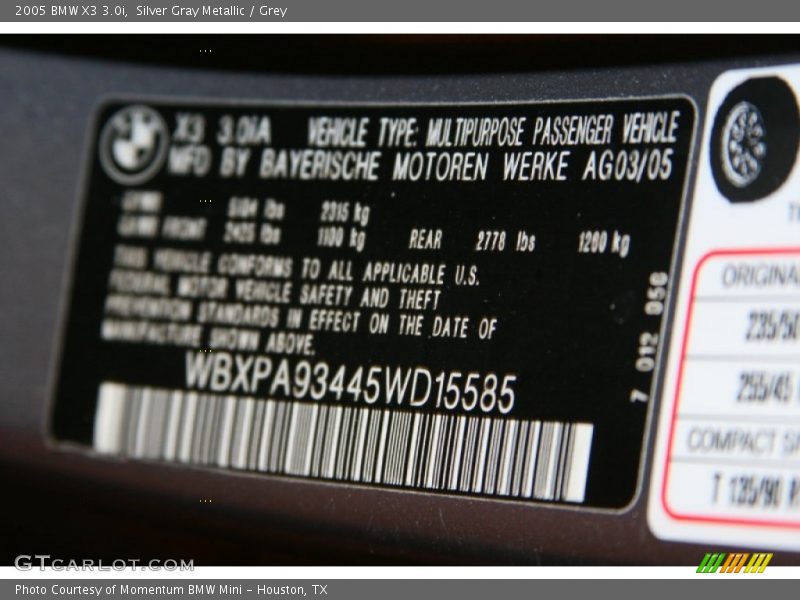 2005 BMW X3 3.0i, Silver Gray Metallic / Grey
X3 3.0iA VEHICLE TYPE: MULTIPURPOSE PASSENGER VEHICLE
MFD BY BAYERISCHE MOTOREN WERKE AG03/05
lbs 2315 kg
GAWR FRONT 2425 lbs 1100 kg REAR 2778 lbs 1260 kg
THIS VEHICLE CONFORMS TO ALL APPLICABLE U.S.
FEDERAL MOTOR VEHICLE SAFETY AND THEFT
PREVENTION STANDARDS IN EFFECT ON THE DATE OF
MANUFACTURE SHOWN ABOVE.
WBXPA93445WD15585
7 012 056
ORIGINA
235/50
255/45
COMPACT SP
T 135/90
GTCARLOT.COM
Photo Courtesy of Momentum BMW Mini - Houston, TX